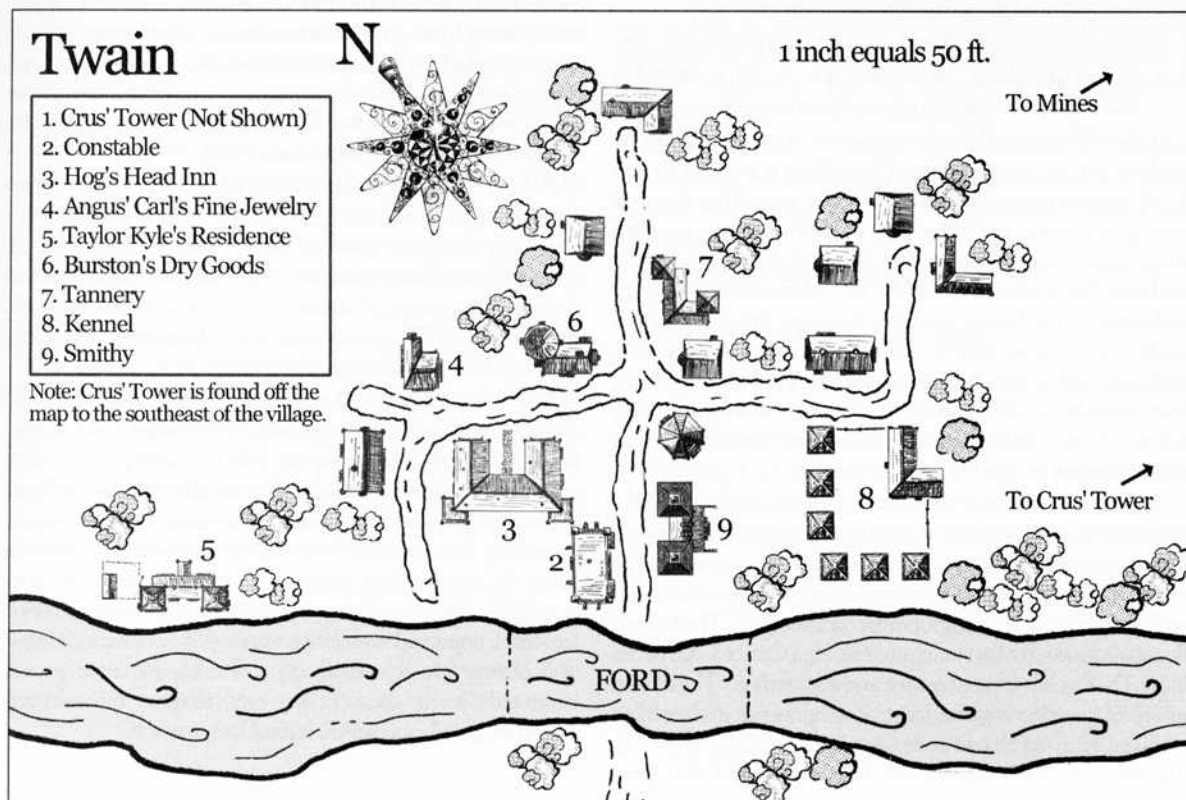 Twain
N
1 inch equals 50 ft.
To Mines
1. Crus' Tower (Not Shown)
2. Constable
3. Hog's Head Inn
4. Angus' Carl's Fine Jewelry
5. Taylor Kyle's Residence
6. Burston's Dry Goods
7. Tannery
8. Kennel
9. Smithy
Note: Crus' Tower is found off the
map to the southeast of the village.
7
6
4
To Crus' Tower
8
3
9
2
5
FORD